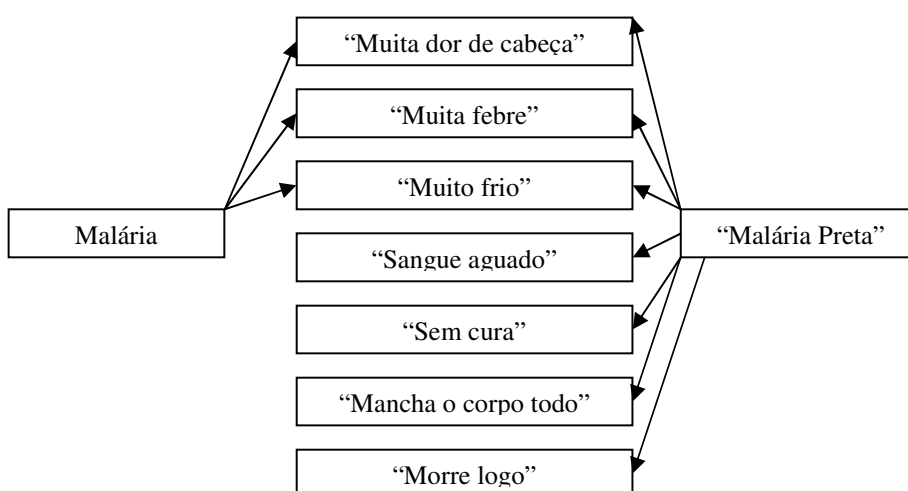 “Muita dor de cabeça”
“Muita febre”
“Muito frio”
Malária
“Malária Preta”
“Sangue aguado”
“Sem cura”
“Mancha o corpo todo”
“Morre logo”